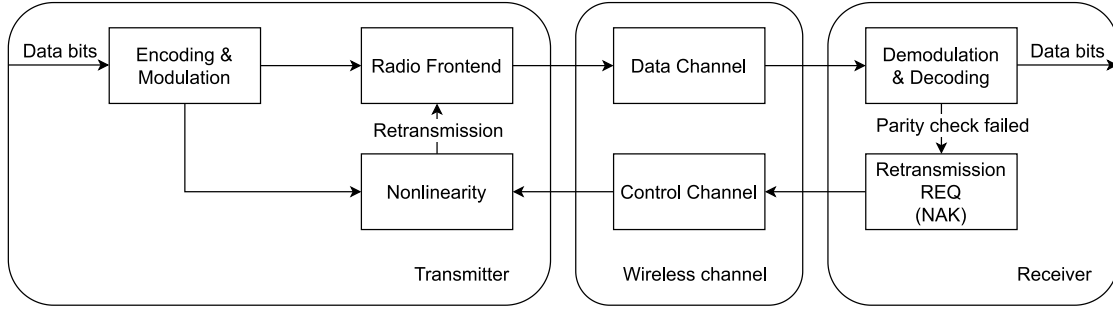 Data bits
Encoding &
Modulation
Radio Frontend
Data Channel
Demodulation
& Decoding
Data bits
Retransmission
Parity check failed
Nonlinearity
Control Channel
Retransmission
REQ
(NAK)
Transmitter
Wireless channel
Receiver